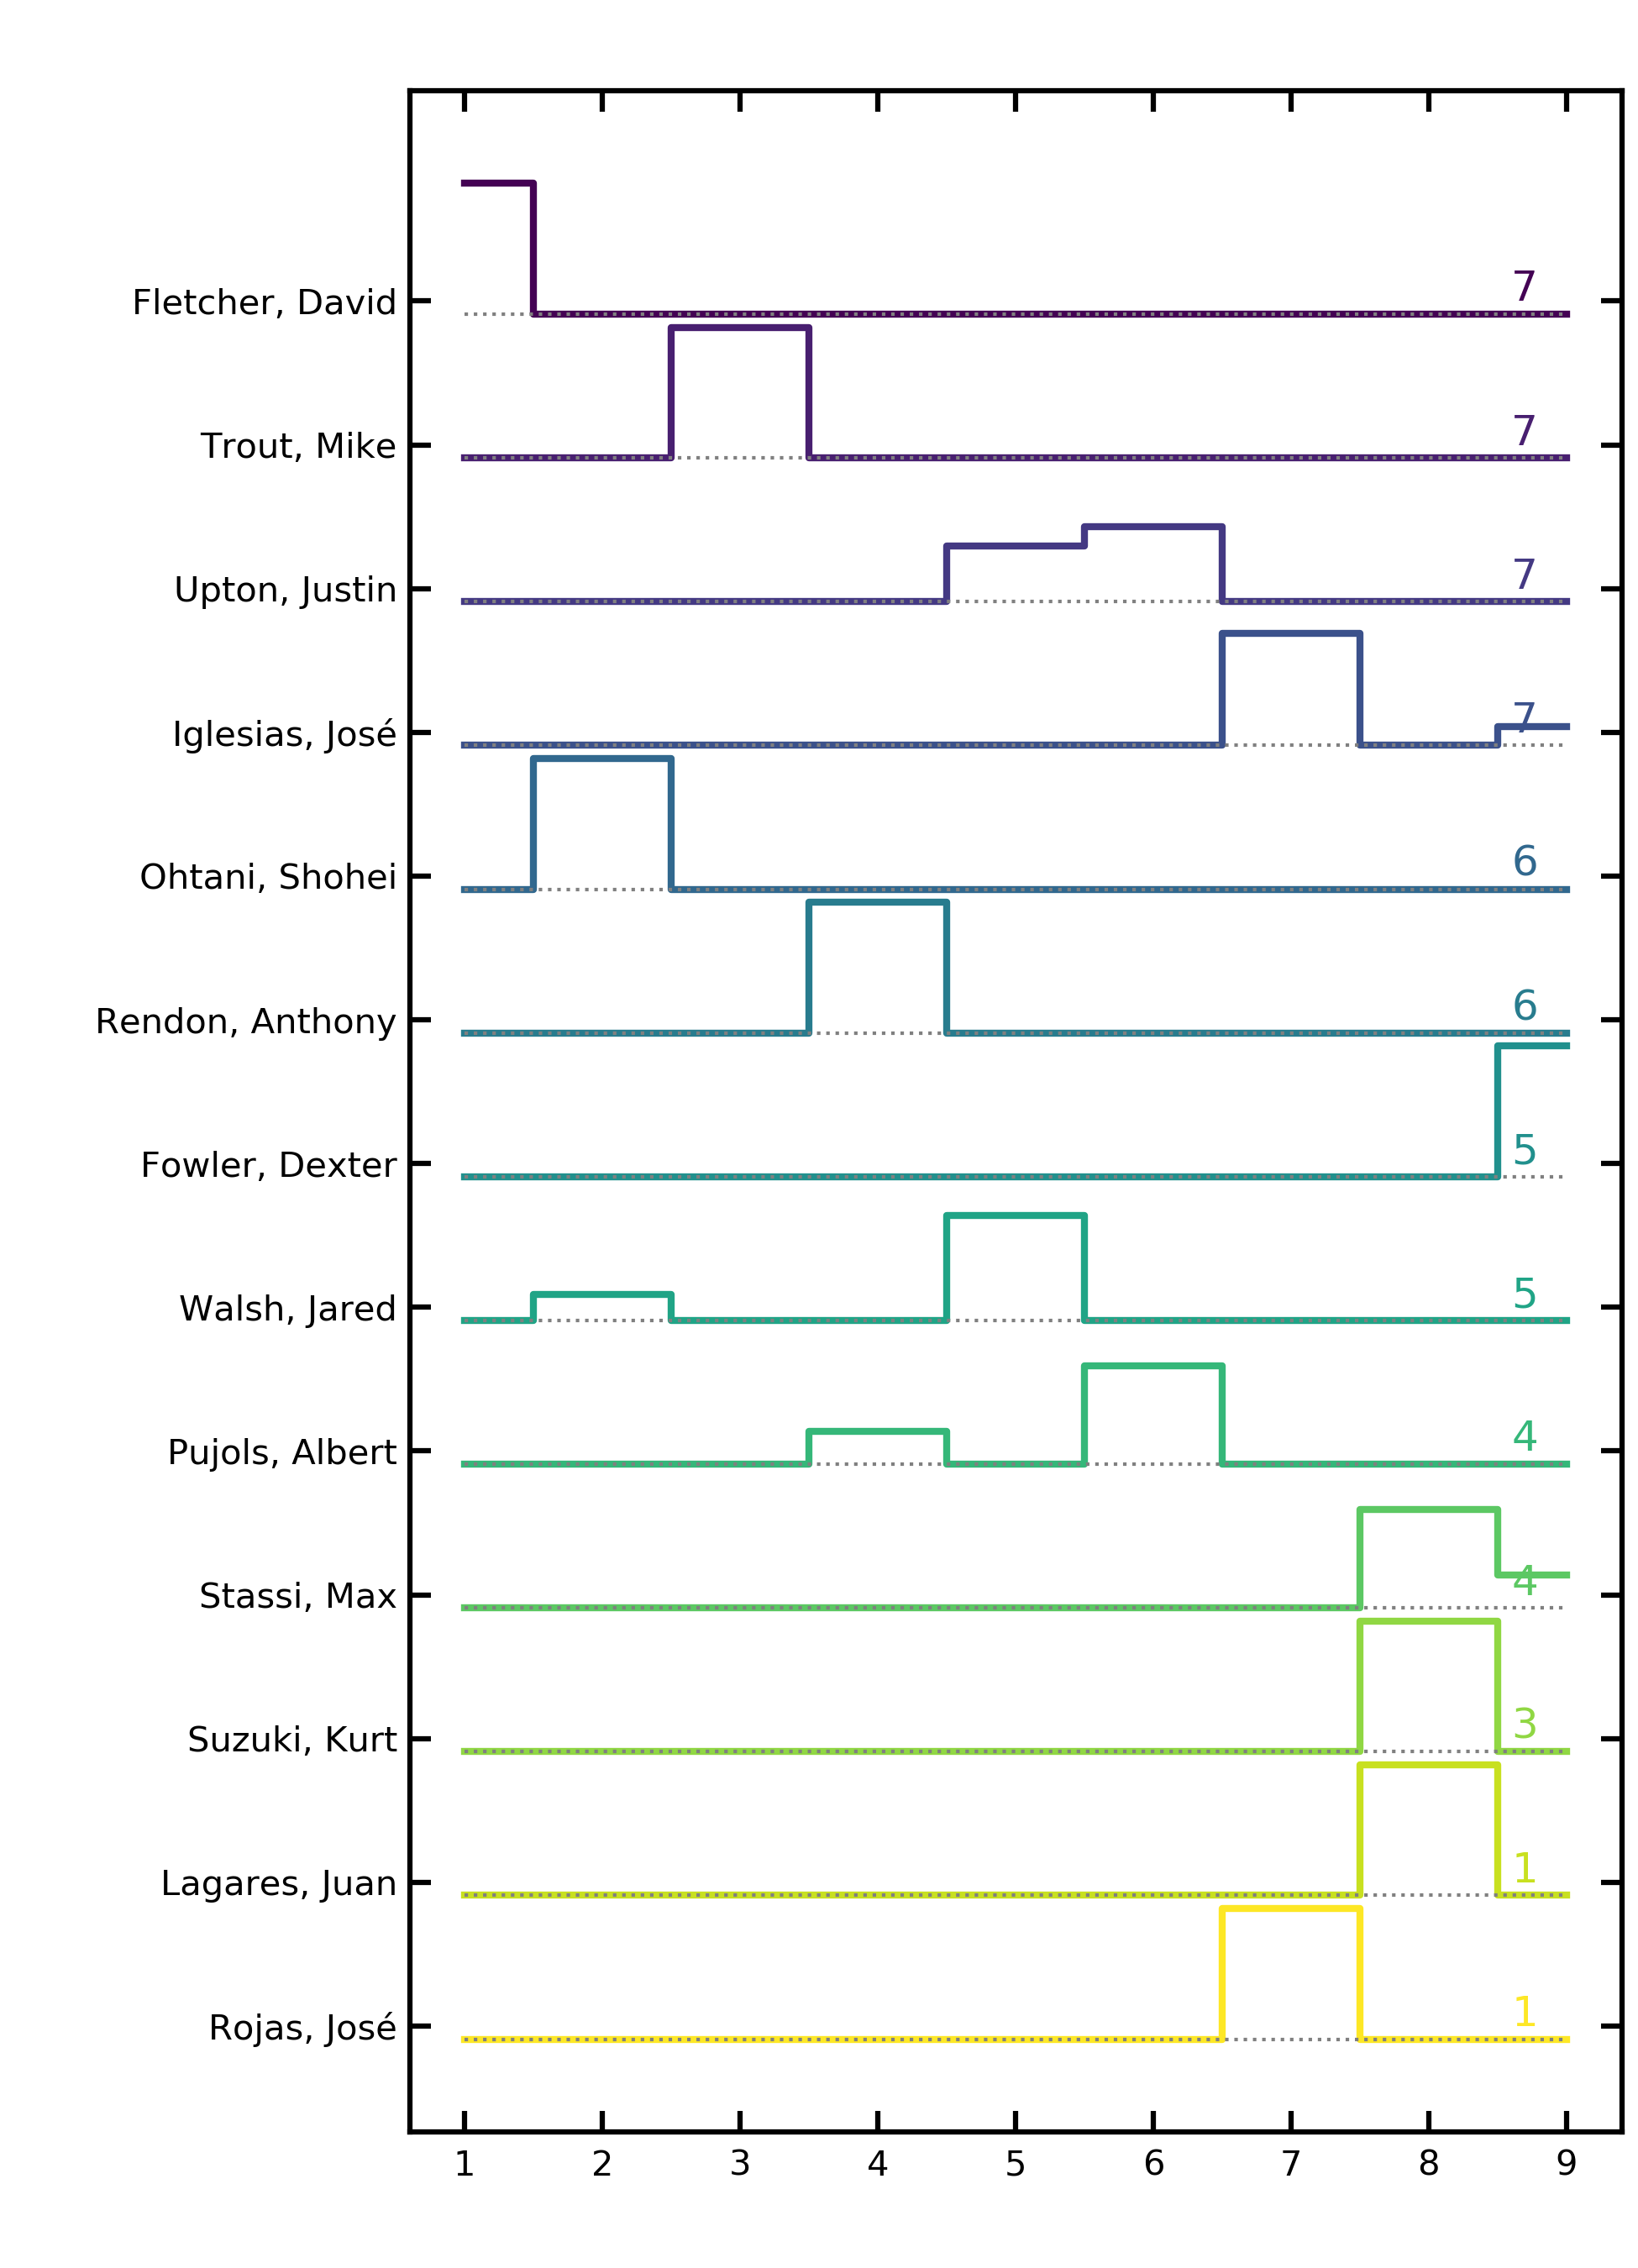 Fletcher, David 7
Trout, Mike 7
Upton, Justin 7
Iglesias, José 7
Ohtani, Shohei 6
Rendon, Anthony 6
Fowler, Dexter 5
Walsh, Jared 5
Pujols, Albert 4
Stassi, Max 4
Suzuki, Kurt 3
Lagares, Juan 1
Rojas, José 1
1 2 3 4 5 6 7 8 9